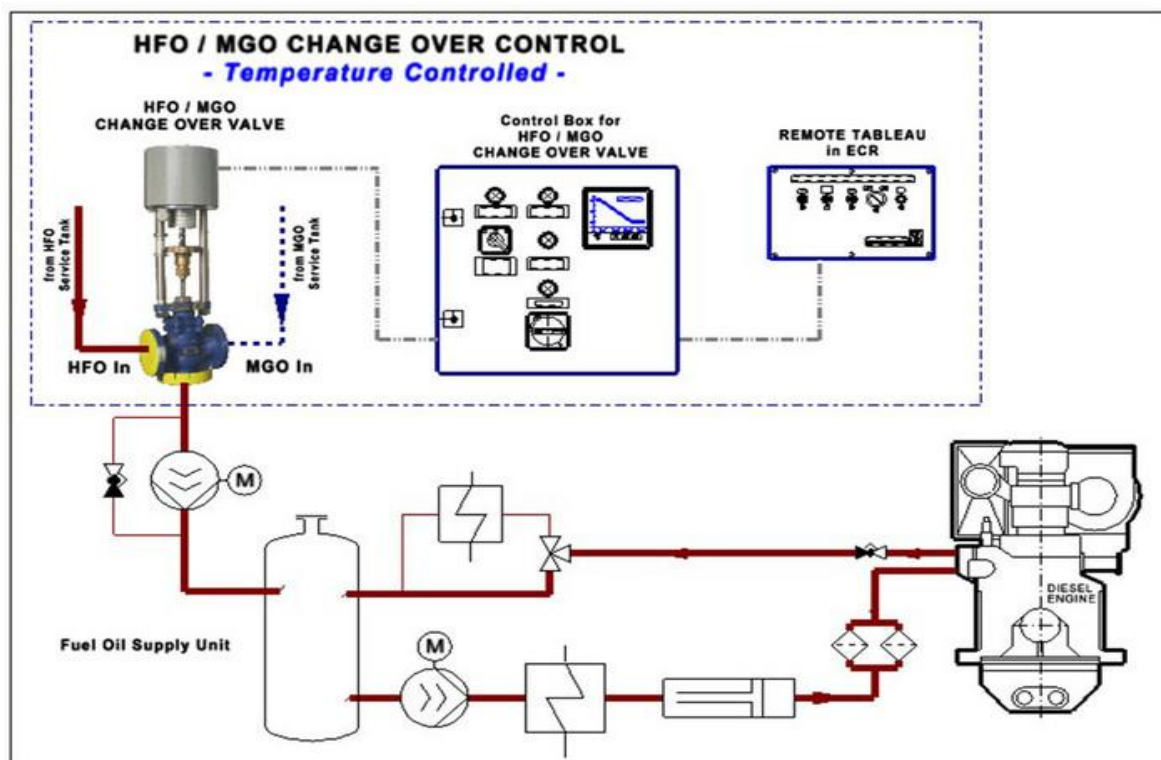 HFO / MGO CHANGE OVER CONTROL
- Temperature Controlled -
HFO / MGO
CHANGE OVER VALVE
Control Box for
HFO / MGO
CHANGE OVER VALVE
REMOTE TABLEAU
in ECR
from HFO
Service Tank
from MGO
Service Tank
HFO In
MGO In
M
Fuel Oil Supply Unit
M
DIESEL
ENGINE